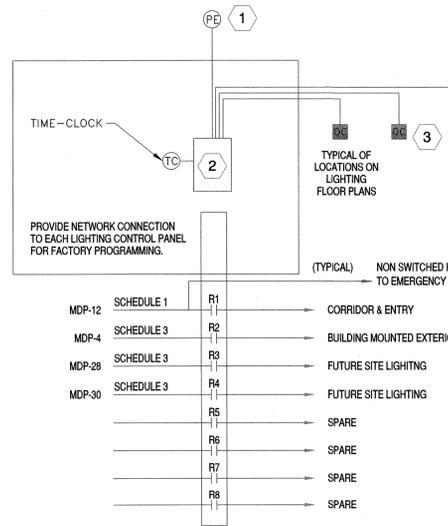 PE 1
TIME-CLOCK
TC
2
OC
OC
3
TYPICAL OF
LOCATIONS ON
LIGHTING
FLOOR PLANS
PROVIDE NETWORK CONNECTION
TO EACH LIGHTING CONTROL PANEL
FOR FACTORY PROGRAMMING.
(TYPICAL) NON SWITCHED
TO EMERGENCY
MDP-12 SCHEDULE 1 R1 CORRIDOR & ENTRY
MDP-4 SCHEDULE 3 R2 BUILDING MOUNTED
MDP-28 SCHEDULE 3 R3 FUTURE SITE LIGHITNG
MDP-30 SCHEDULE 3 R4 FUTURE SITE LIGHTING
R5 SPARE
R6 SPARE
R7 SPARE
R8 SPARE